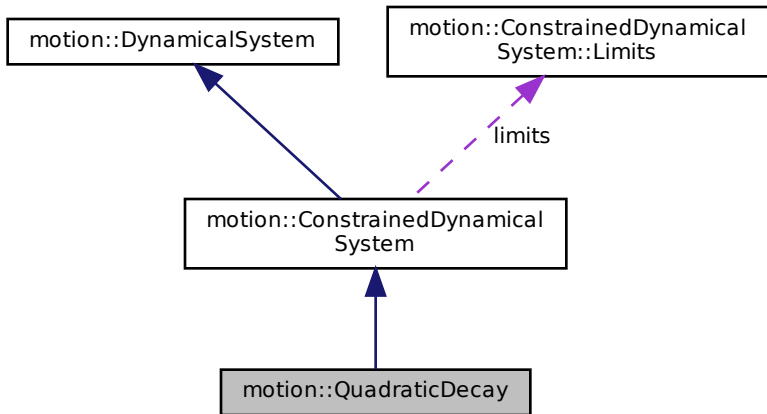 motion::DynamicalSystem
motion::ConstrainedDynamical
System::Limits
limits
motion::ConstrainedDynamical
System
motion::QuadraticDecay